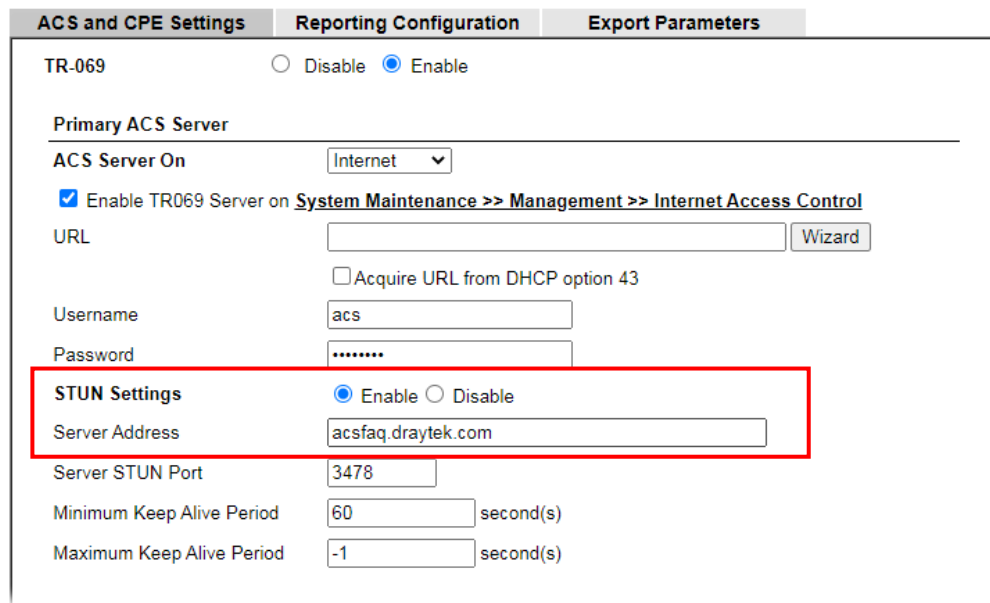 ACS and CPE Settings Reporting Configuration Export Parameters
TR-069 Disable Enable
Primary ACS Server
ACS Server On Internet
Enable TR069 Server on System Maintenance >> Management >> Internet Access Control
URL Wizard
Acquire URL from DHCP option 43
Username acs
Password ••••••••
STUN Settings Enable Disable
Server Address acsfaq.draytek.com
Server STUN Port 3478
Minimum Keep Alive Period 60 second(s)
Maximum Keep Alive Period -1 second(s)